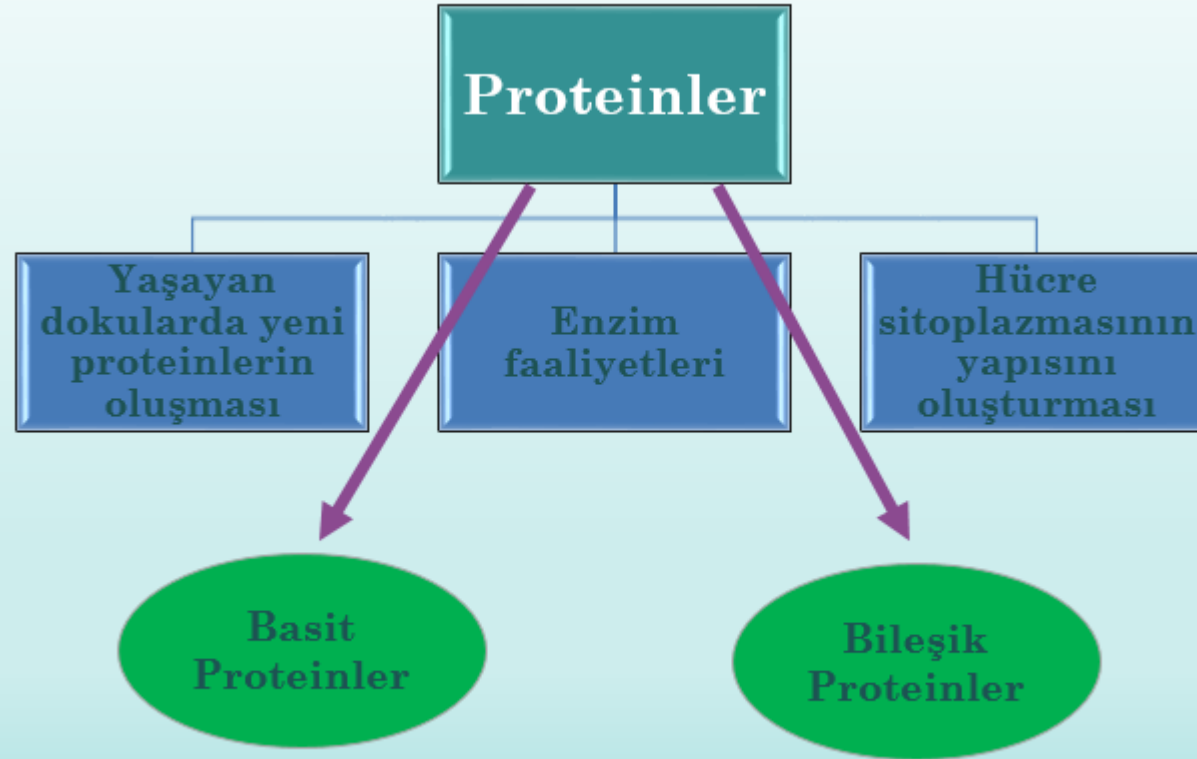 Proteinler
Yaşayan
dokularda yeni
proteinlerin
oluşması
Enzim
faaliyetleri
Hücre
sitoplazmasının
yapısını
oluşturması
Basit
Proteinler
Bileşik
Proteinler